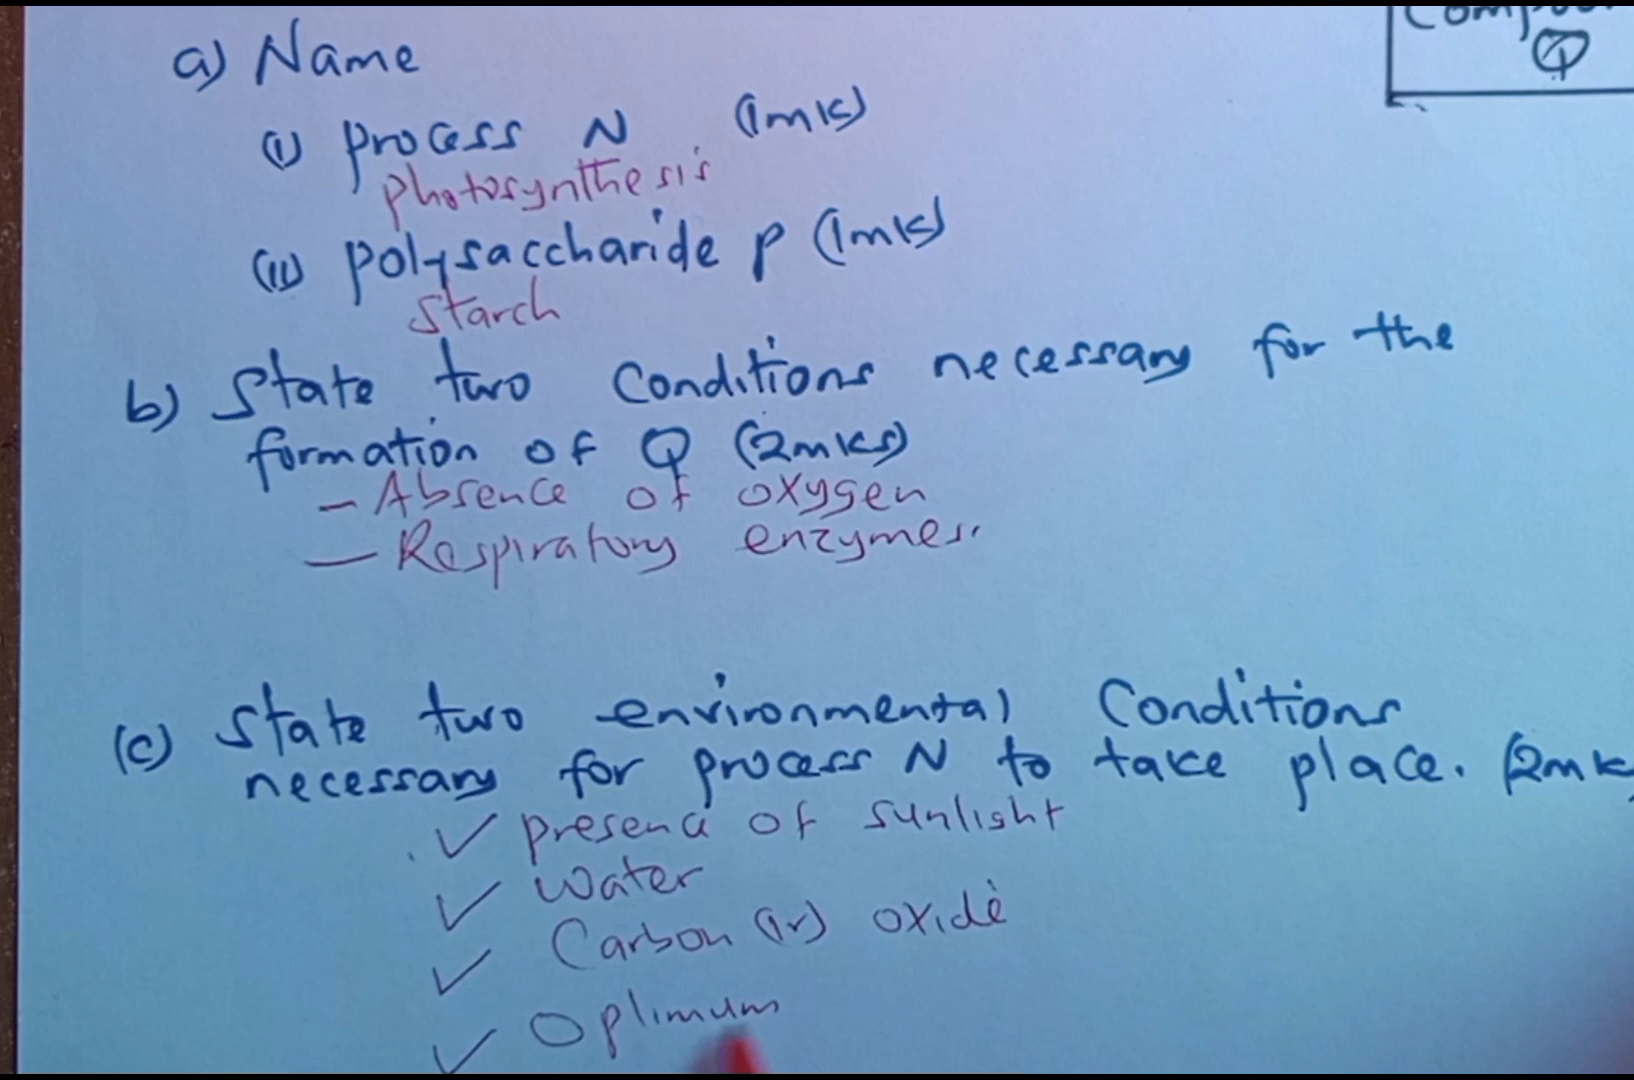 a) Name
(i) process N (1mk)
photosynthesis
(ii) polysaccharide P (1mk)
starch
b) State two conditions necessary for the
formation of Q (2mks)
- Absence of oxygen
- Respiratory enzymes.
(c) State two environmental conditions
necessary for process N to take place. (2mk
✓ presence of sunlight
✓ water
✓ Carbon (iv) oxide
✓ Optimum
Q